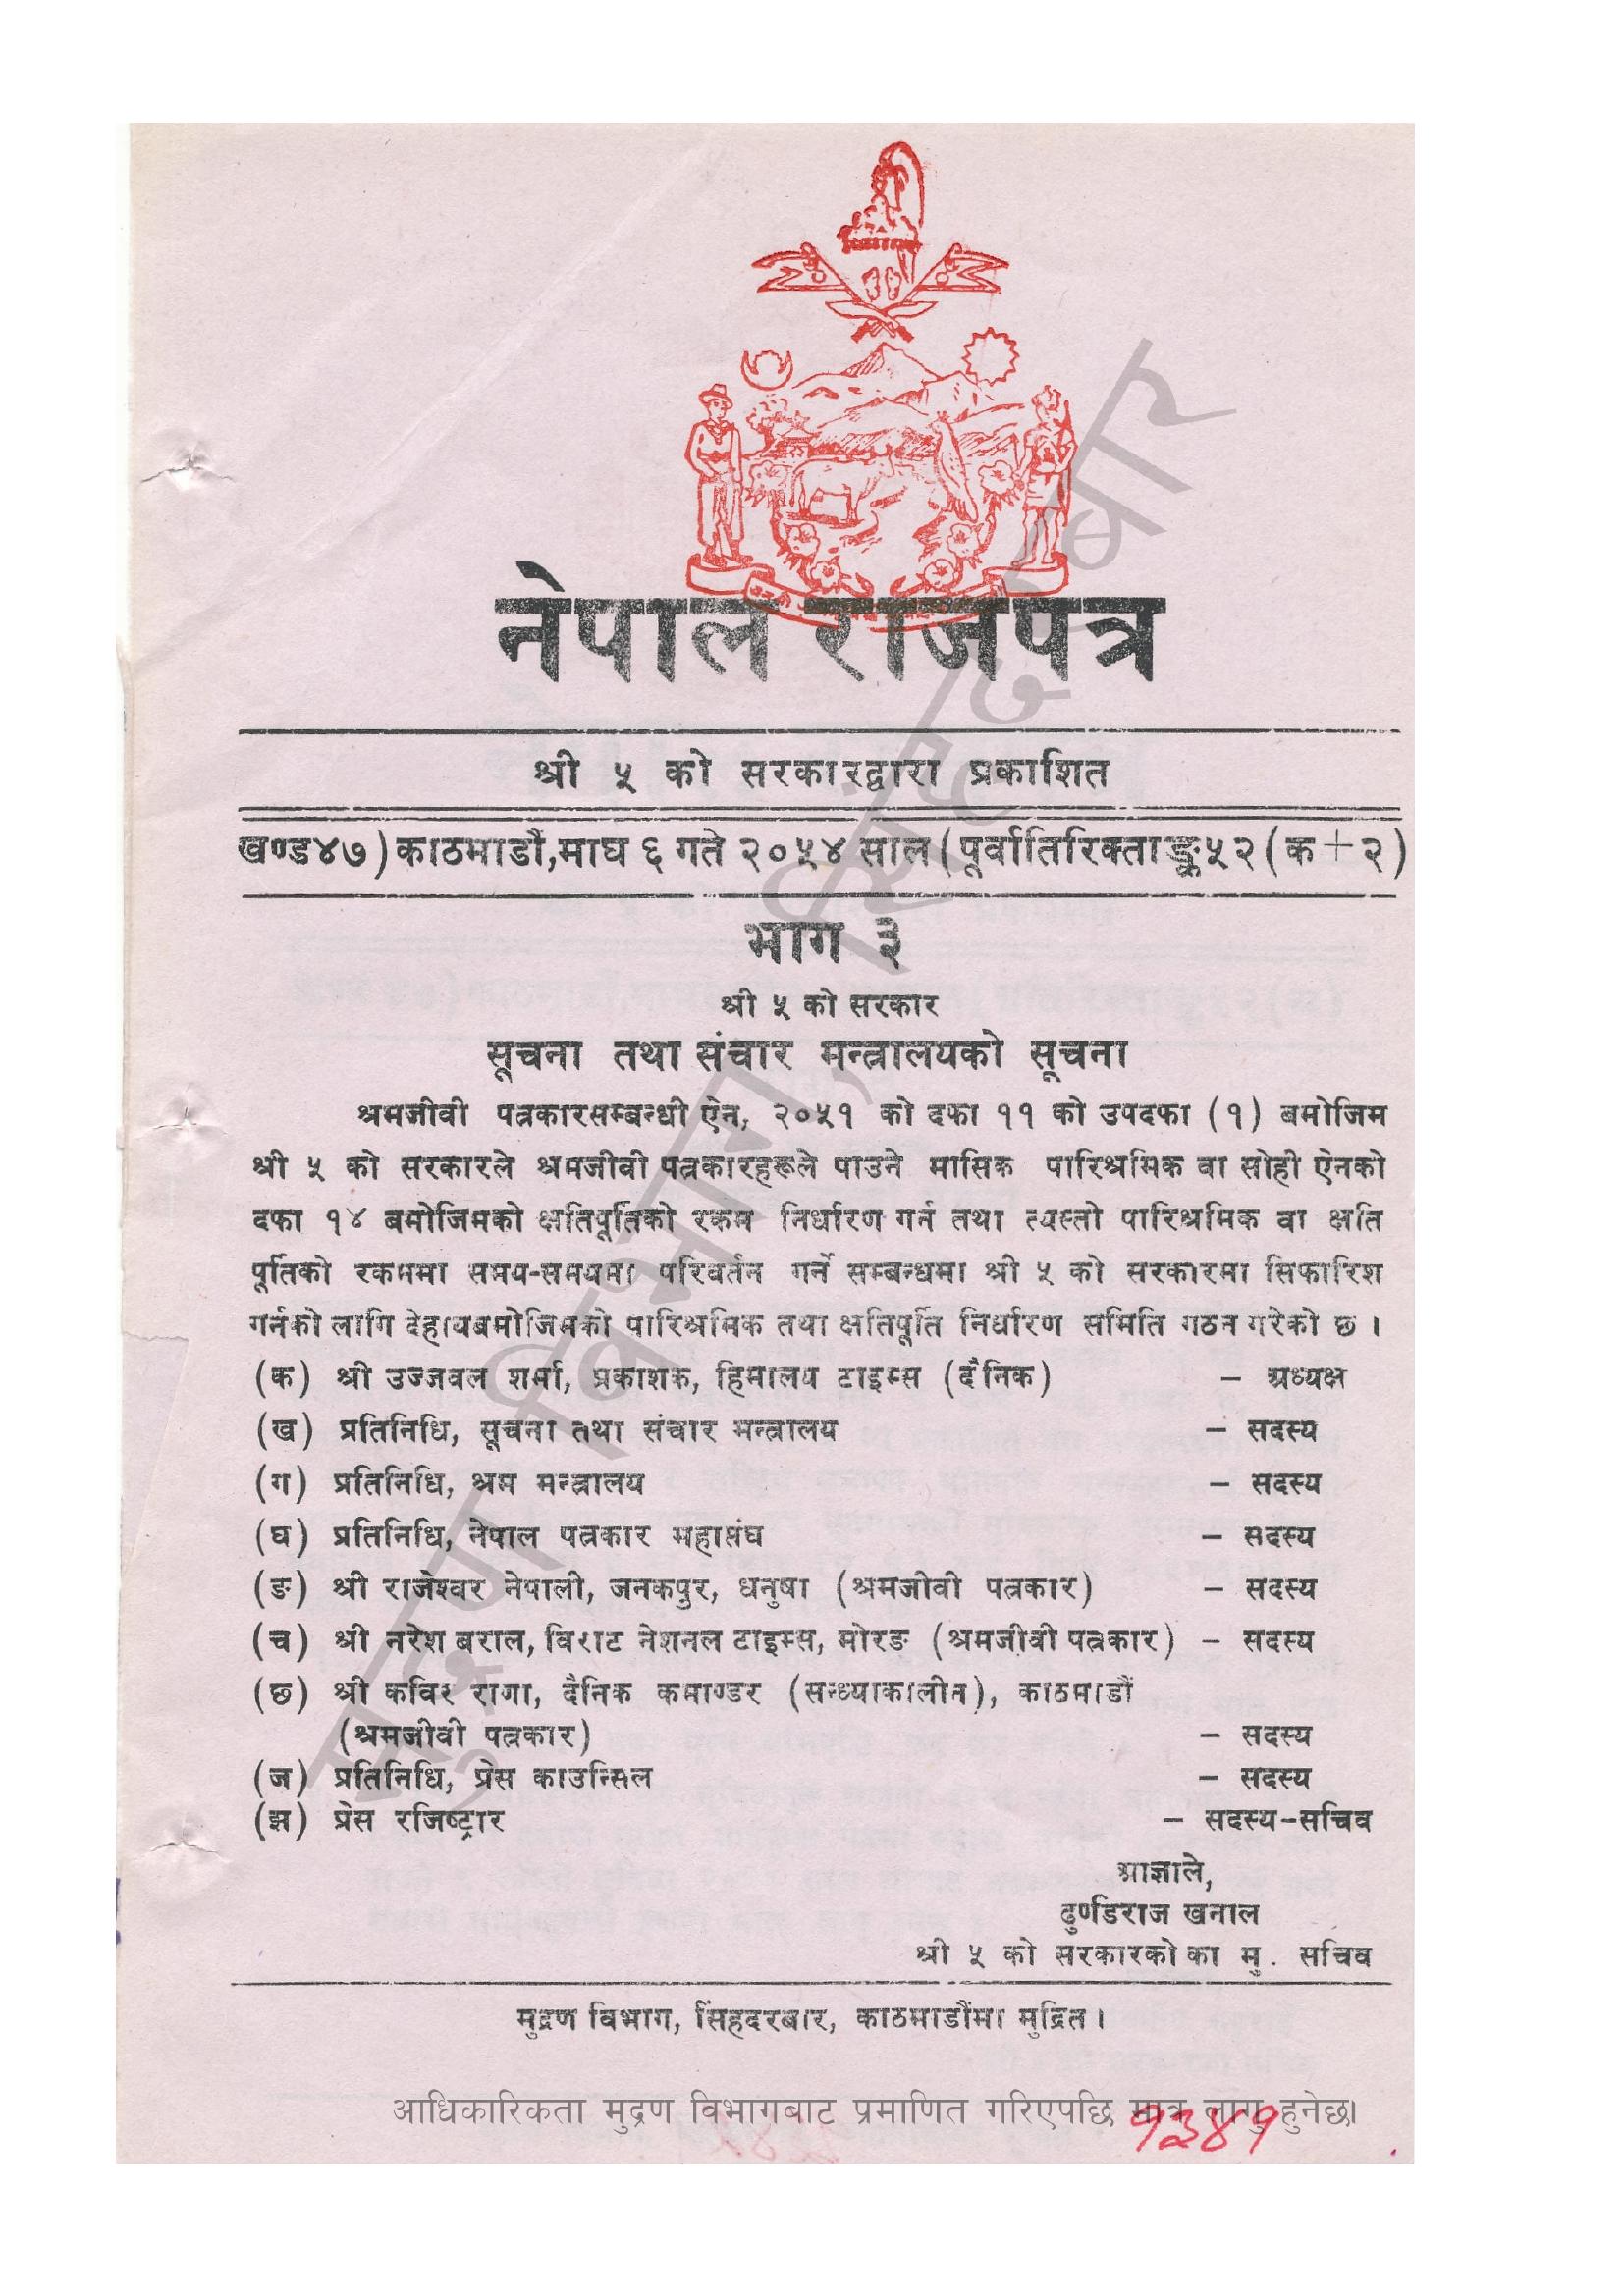 नेपाल राजपत्र
श्री ५ को सरकारद्वारा प्रकाशित
खण्ड४७) काठमाडौं,माघ ६ गते २०५४ साल (पूर्वातिरिक्ताङ्क५२ (क + २)
भाग ३
श्री ५ को सरकार
सूचना तथा संचार मन्त्रालयको सूचना
श्रमजीवी पत्रकारसम्बन्धी ऐन, २०५१ को दफा ११ को उपदफा (१) बमोजिम
श्री ५ को सरकारले श्रमजीवी पत्रकारहरूले पाउने मासिक पारिश्रमिक वा सोही ऐनको
दफा १४ बमोजिमको क्षतिपूर्तिको रकम निर्धारण गर्न तथा त्यस्तो पारिश्रमिक वा क्षति
पूर्तिको रकममा समय-समयमा परिवर्तन गर्ने सम्बन्धमा श्री ५ को सरकारमा सिफारिश
गर्नको लागि देहायबमोजिमको पारिश्रमिक तथा क्षतिपूर्ति निर्धारण समिति गठन गरेको छ ।
(क) श्री उज्जवल शर्मा, प्रकाशक, हिमालय टाइम्स (दैनिक) – अध्यक्ष
(ख) प्रतिनिधि, सूचना तथा संचार मन्त्रालय – सदस्य
(ग) प्रतिनिधि, श्रम मन्त्रालय – सदस्य
(घ) प्रतिनिधि, नेपाल पत्रकार महासंघ – सदस्य
(ङ) श्री राजेश्वर नेपाली, जनकपुर, धनुषा (श्रमजीवी पत्रकार) – सदस्य
(च) श्री नरेश बराल, विराट नेशनल टाइम्स, मोरङ (श्रमजीवी पत्रकार) – सदस्य
(छ) श्री कविर राणा, दैनिक कमाण्डर (सन्ध्याकालीन), काठमाडौं
(श्रमजीवी पत्रकार) – सदस्य
(ज) प्रतिनिधि, प्रेस काउन्सिल – सदस्य
(झ) प्रेस रजिष्ट्रार – सदस्य-सचिव
आज्ञाले,
ढुण्डिराज खनाल
श्री ५ को सरकारको का मु. सचिव
मुद्रण विभाग, सिंहदरबार, काठमाडौंमा मुद्रित ।
आधिकारिकता मुद्रण विभागबाट प्रमाणित गरिएपछि मात्र लागु हुनेछ।
१३४१
मुद्रण विभाग, सिंहदरबार